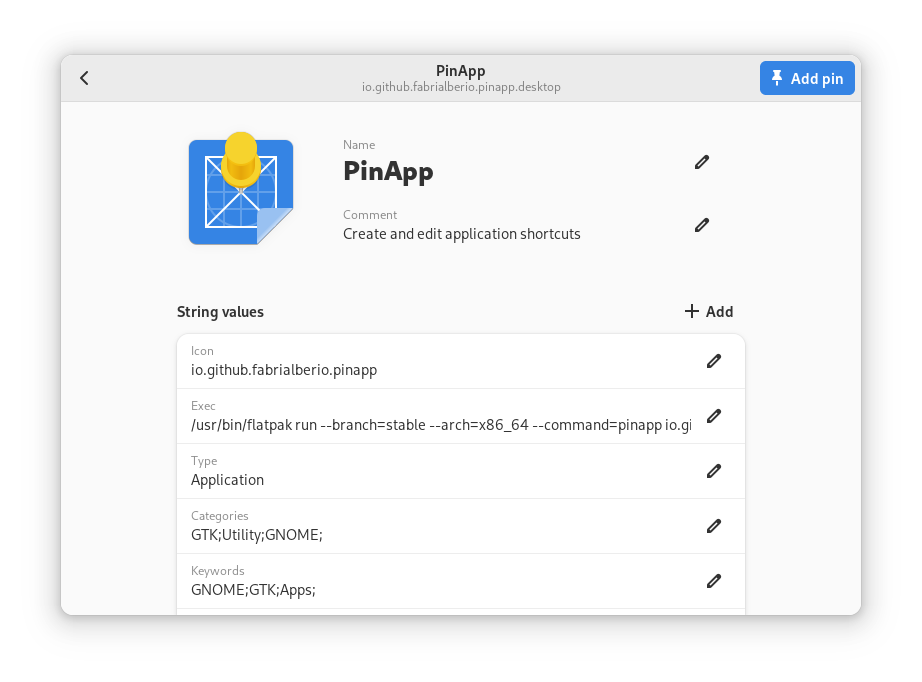 PinApp
io.github.fabrialberio.pinapp.desktop
Add pin
Name
PinApp
Comment
Create and edit application shortcuts
String values
Add
Icon
io.github.fabrialberio.pinapp
Exec
/usr/bin/flatpak run --branch=stable --arch=x86_64 --command=pinapp io.gi
Type
Application
Categories
GTK;Utility;GNOME;
Keywords
GNOME;GTK;Apps;